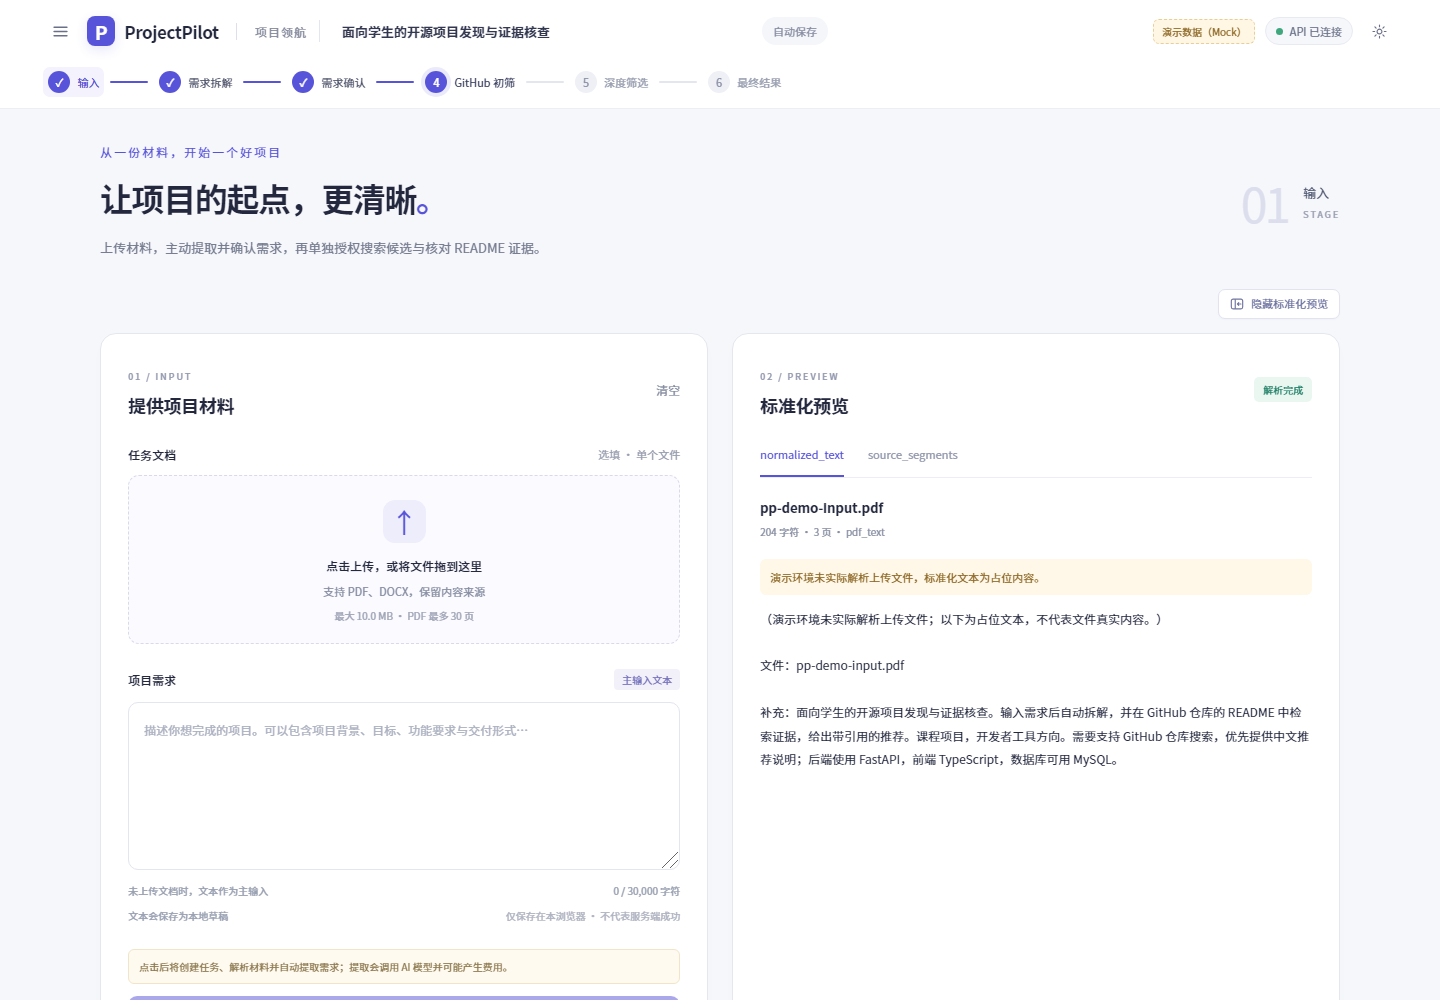 P ProjectPilot 项目领航 面向学生的开源项目发现与证据核查 自动保存 演示数据（Mock） API 已连接
✓ 输入 ✓ 需求拆解 ✓ 需求确认 4 GitHub 初筛 5 深度筛选 6 最终结果
从一份材料，开始一个好项目
让项目的起点，更清晰。
上传材料，主动提取并确认需求，再单独授权搜索候选与核对 README 证据。
01 输入
STAGE
隐藏标准化预览
01 / INPUT
提供项目材料
清空
任务文档 选填 · 单个文件
点击上传，或将文件拖到这里
支持 PDF、DOCX，保留内容来源
最大 10.0 MB · PDF 最多 30 页
项目需求 主输入文本
描述你想完成的项目。可以包含项目背景、目标、功能要求与交付形式…
未上传文档时，文本作为主输入 0 / 30,000 字符
文本会保存为本地草稿 仅保存在本浏览器 · 不代表服务端成功
点击后将创建任务、解析材料并自动提取需求；提取会调用 AI 模型并可能产生费用。
02 / PREVIEW
标准化预览
解析完成
normalized_text source_segments
pp-demo-input.pdf
204 字符 · 3 页 · pdf_text
演示环境未实际解析上传文件，标准化文本为占位内容。
（演示环境未实际解析上传文件；以下为占位文本，不代表文件真实内容。）
文件：pp-demo-input.pdf
补充：面向学生的开源项目发现与证据核查。输入需求后自动拆解，并在 GitHub 仓库的 README 中检
索证据，给出带引用的推荐。课程项目，开发者工具方向。需要支持 GitHub 仓库搜索，优先提供中文推
荐说明；后端使用 FastAPI，前端 TypeScript，数据库可用 MySQL。